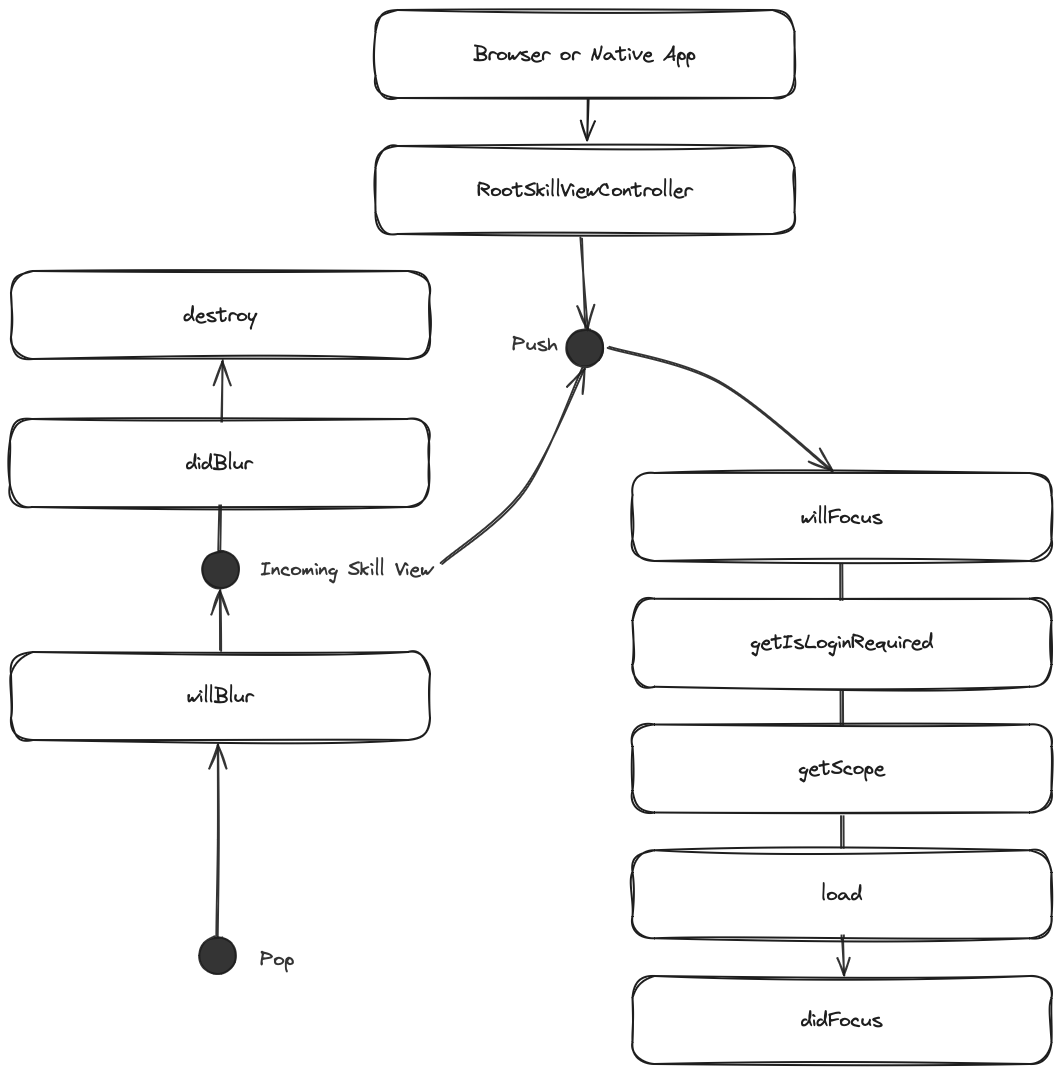 Browser or Native App
RootSkillViewController
destroy
Push
didBlur
willFocus
Incoming Skill View
getIsLoginRequired
willBlur
getScope
load
Pop
didFocus